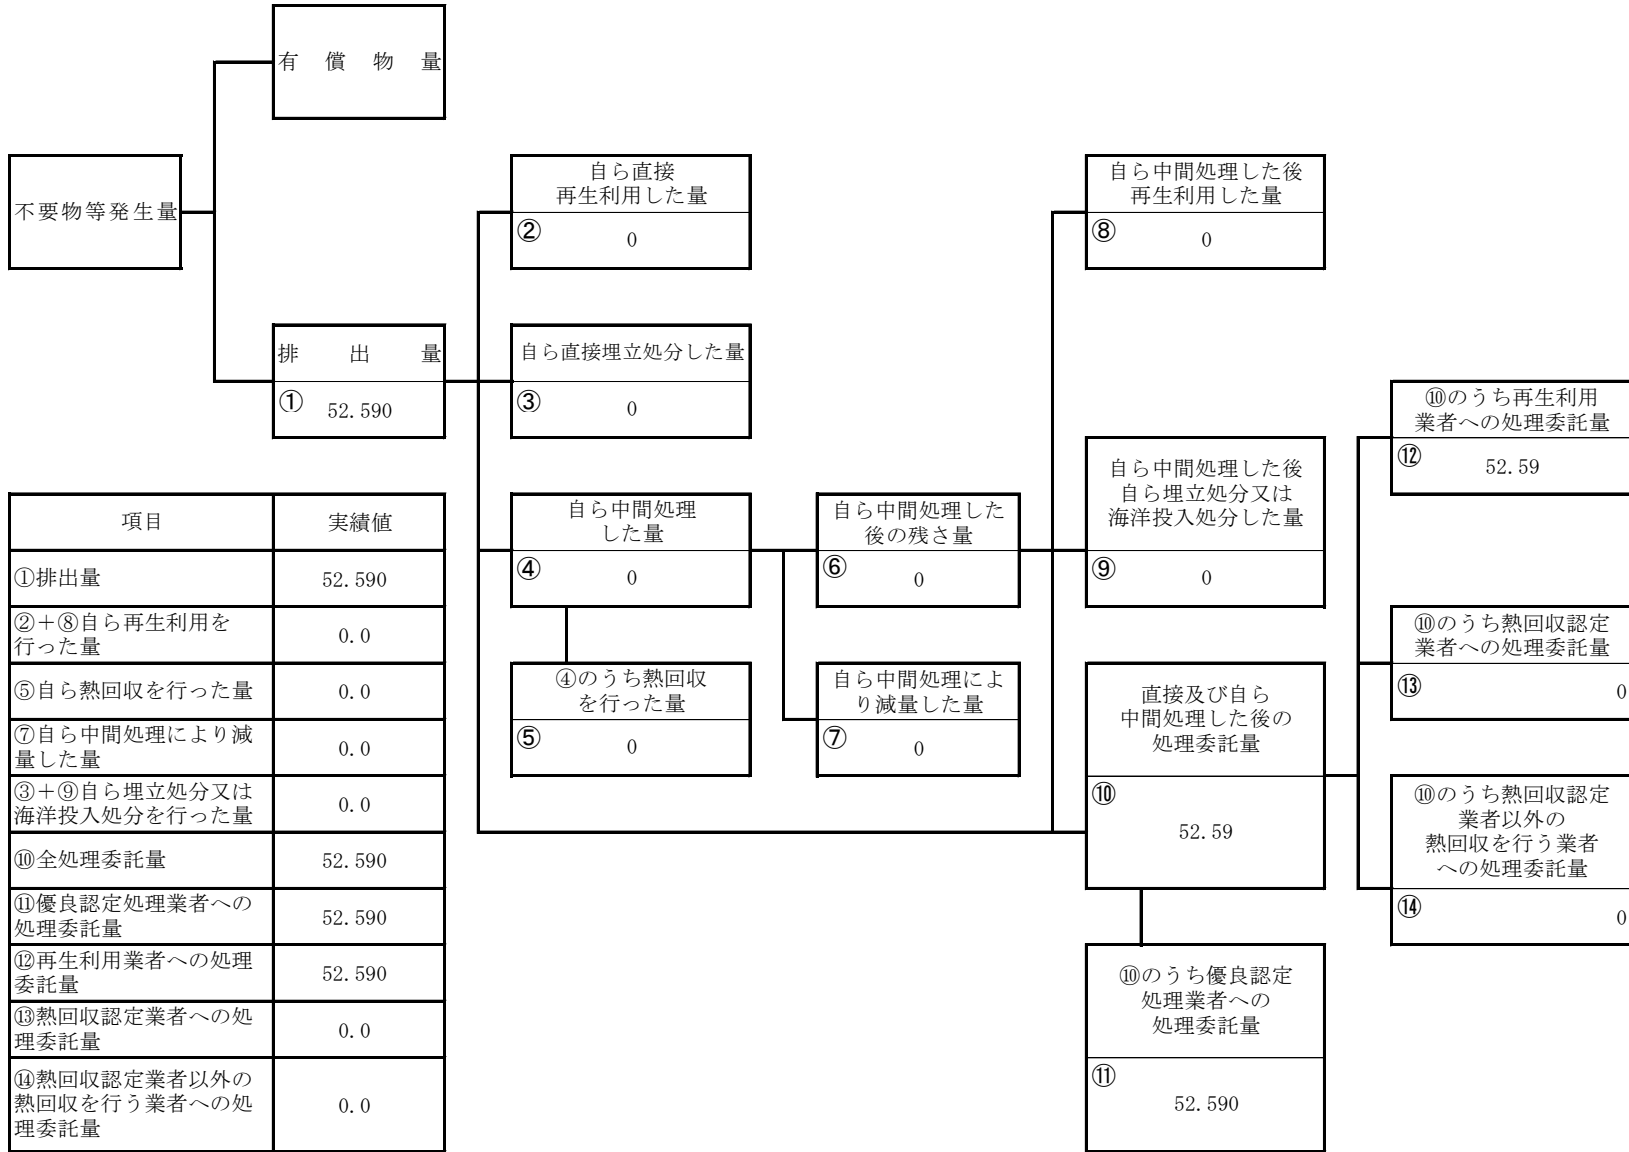 有償物量
不要物等発生量
排出量
① 52.590
自ら直接
再生利用した量
② 0
自ら直接埋立処分した量
③ 0
自ら中間処理
した量
④ 0
④のうち熱回収
を行った量
⑤ 0
自ら中間処理した
後の残さ量
⑥ 0
自ら中間処理によ
り減量した量
⑦ 0
自ら中間処理した後
再生利用した量
⑧ 0
自ら中間処理した後
自ら埋立処分又は
海洋投入処分した量
⑨ 0
直接及び自ら
中間処理した後の
処理委託量
⑩
52.59
⑩のうち優良認定
処理業者への
処理委託量
⑪
52.590
⑩のうち再生利用
業者への処理委託量
⑫ 52.59
⑩のうち熱回収認定
業者への処理委託量
⑬ 0
⑩のうち熱回収認定
業者以外の
熱回収を行う業者
への処理委託量
⑭ 0
項目 実績値
①排出量 52.590
②＋⑧自ら再生利用を
行った量 0.0
⑤自ら熱回収を行った量 0.0
⑦自ら中間処理により減
量した量 0.0
③＋⑨自ら埋立処分又は
海洋投入処分を行った量 0.0
⑩全処理委託量 52.590
⑪優良認定処理業者への
処理委託量 52.590
⑫再生利用業者への処理
委託量 52.590
⑬熱回収認定業者への処
理委託量 0.0
⑭熱回収認定業者以外の
熱回収を行う業者への処
理委託量 0.0